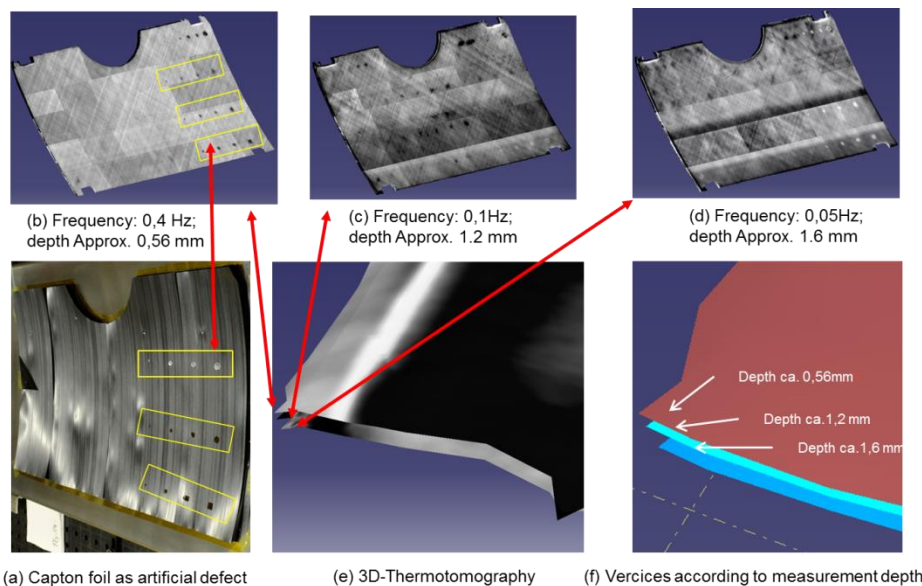 (b) Frequency: 0,4 Hz;
depth Approx. 0,56 mm
(c) Frequency: 0,1Hz;
depth Approx. 1.2 mm
(d) Frequency: 0,05Hz;
depth Approx. 1.6 mm
Depth ca. 0,56mm
Depth ca.1,2 mm
Depth ca.1,6 mm
(a) Capton foil as artificial defect
(e) 3D-Thermotomography
(f) Vercices according to measurement depth